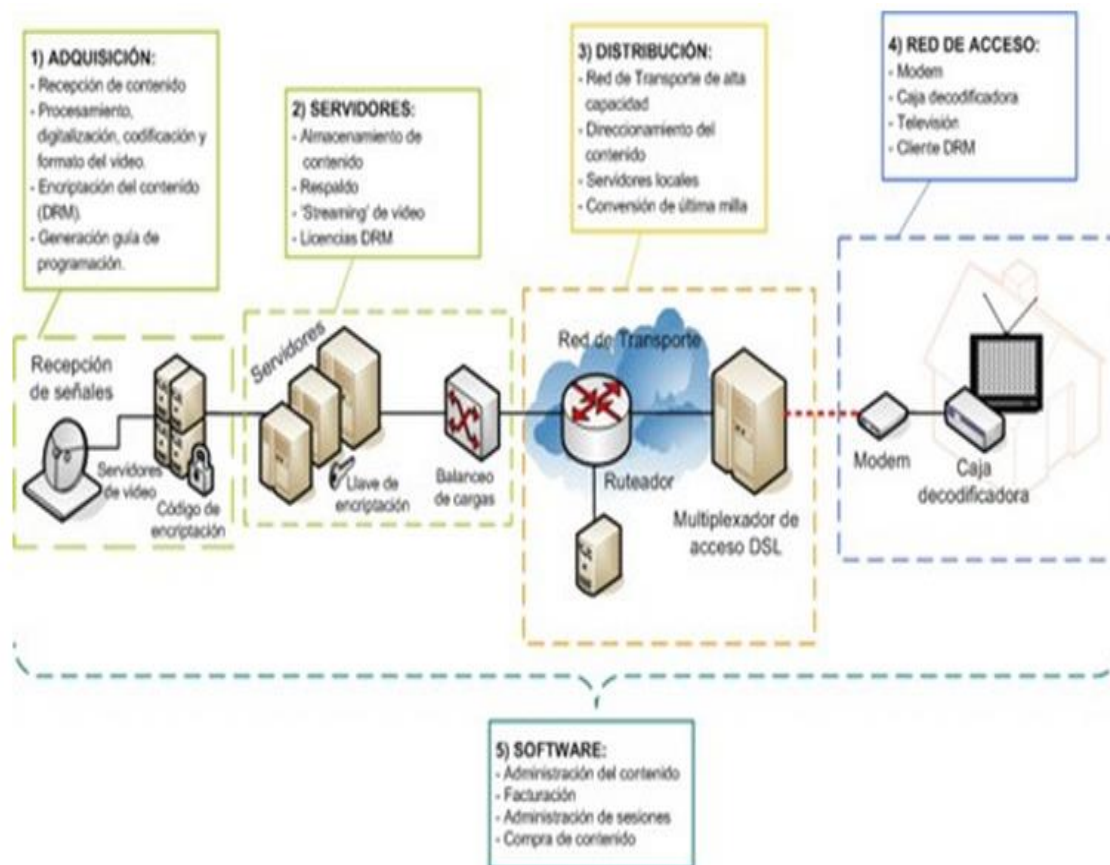 1) ADQUISICIÓN:
- Recepción de contenido
- Procesamiento,
digitalización, codificación y
formato del vídeo.
- Encriptación del contenido
(DRM).
- Generación guía de
programación.
2) SERVIDORES:
- Almacenamiento de
contenido
- Respaldo
- 'Streaming' de vídeo
- Licencias DRM
3) DISTRIBUCIÓN:
- Red de Transporte de alta
capacidad
- Direccionamiento del
contenido
- Servidores locales
- Conversión de última milla
4) RED DE ACCESO:
- Modem
- Caja decodificadora
- Televisión
- Cliente DRM
Recepción
de señales
Servidores
de vídeo
Código de
encriptación
Servidores
Llave de
encriptación
Balanceo
de cargas
Red de Transporte
Ruteador
Multiplexador de
acceso DSL
Modem
Caja
decodificadora
5) SOFTWARE:
- Administración del contenido
- Facturación
- Administración de sesiones
- Compra de contenido